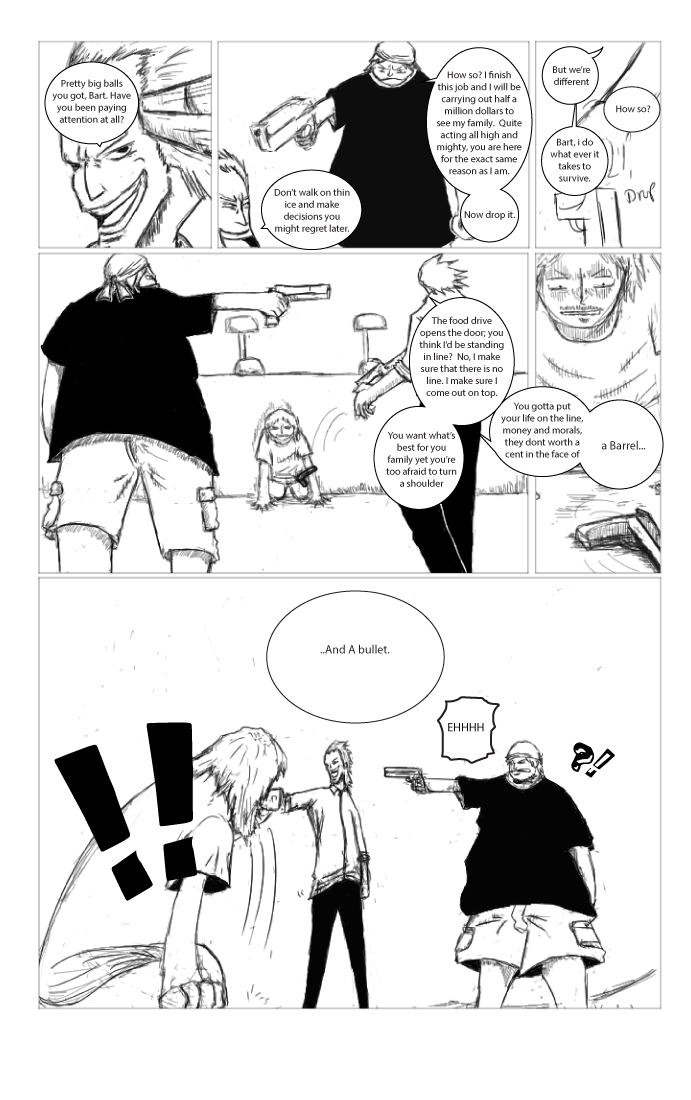 Pretty big balls
you got, Bart. Have
you been paying
attention at all?
How so? I finish
this job and I will be
carrying out half a
million dollars to
see my family. Quite
acting all high and
mighty, you are here
for the exact same
reason as I am.
Don't walk on thin
ice and make
decisions you
might regret later.
Now drop it.
But we're
different
How so?
Bart, i do
what ever it
takes to
survive.
Drop
The food drive
opens the door; you
think I'd be standing
in line? No, I make
sure that there is no
line. I make sure I
come out on top.
You want what's
best for you
family yet you're
too afraid to turn
a shoulder
You gotta put
your life on the line,
money and morals,
they dont worth a
cent in the face of
a Barrel...
..And A bullet.
!!
EHHHH
?!